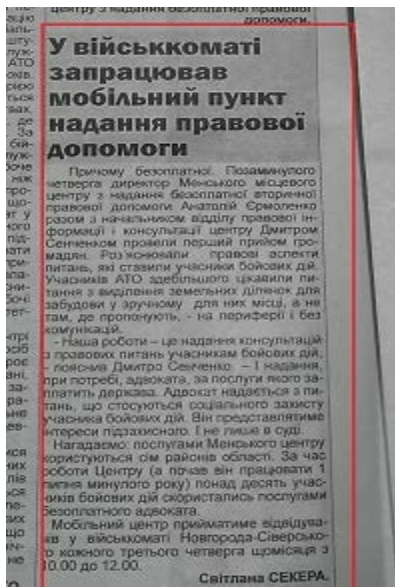 центру з надання безоплатної правової
допомоги.
У військкоматі
запрацював
мобільний пункт
надання правової
допомоги
Причому безоплатної. Позаминулого
четверга директор Менського місцевого
центру з надання безоплатної вторинної
правової допомоги Анатолій Єрмоленко
разом з начальником відділу правової ін-
формації і консультації центру Дмитром
Сенченком провели перший прийом гро-
мадян. Роз'яснювали правові аспекти
питань, які ставили учасники бойових дій.
Учасників АТО здебільшого цікавили пи-
тання з виділення земельних ділянок для
забудови у зручному для них місці, а не
там, де пропонують, - на периферії і без
комунікацій.
- Наша робота – це надання консультацій
з правових питань учасникам бойових дій,
- пояснив Дмитро Сенченко. – І надання,
при потребі, адвоката, за послуги якого за-
платить держава. Адвокат надається з пи-
тань, що стосуються соціального захисту
учасника бойових дій. Він представлятиме
інтереси підзахисного. І не лише в суді.
Нагадаємо: послугами Менського центру
користуються сім районів області. За час
роботи Центру (а почав він працювати 1
липня минулого року) понад десять учас-
ників бойових дій скористались послугами
безоплатного адвоката.
Мобільний центр прийматиме відвідува-
чів у військкоматі Новгорода-Сіверсько-
го кожного третього четверга щомісяця з
10.00 до 12.00.
Світлана СЕКЕРА.